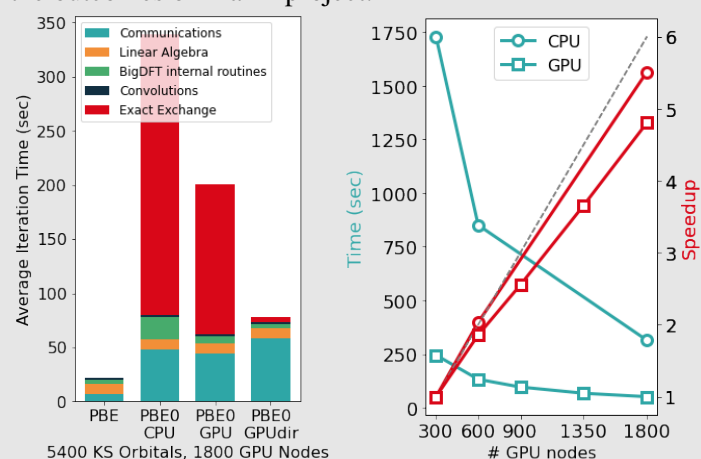 350
300
250
200
150
100
50
0
Average Iteration Time (sec)
Communications
Linear Algebra
BigDFT internal routines
Convolutions
Exact Exchange
PBE
PBE0
CPU
PBE0
GPU
PBE0
GPUdir
5400 KS Orbitals, 1800 GPU Nodes
1750
1500
1250
1000
750
500
250
0
Time (sec)
CPU
GPU
6
5
4
3
2
1
Speedup
300 600 900 1350 1800
# GPU nodes